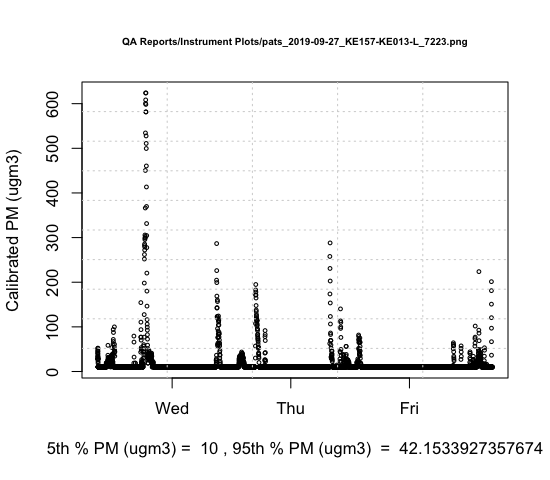 QA Reports/Instrument Plots/pats_2019-09-27_KE157-KE013-L_7223.png
Calibrated PM (ugm3)
600
500
400
300
200
100
0
Wed Thu Fri
5th % PM (ugm3) = 10 , 95th % PM (ugm3) = 42.1533927357674